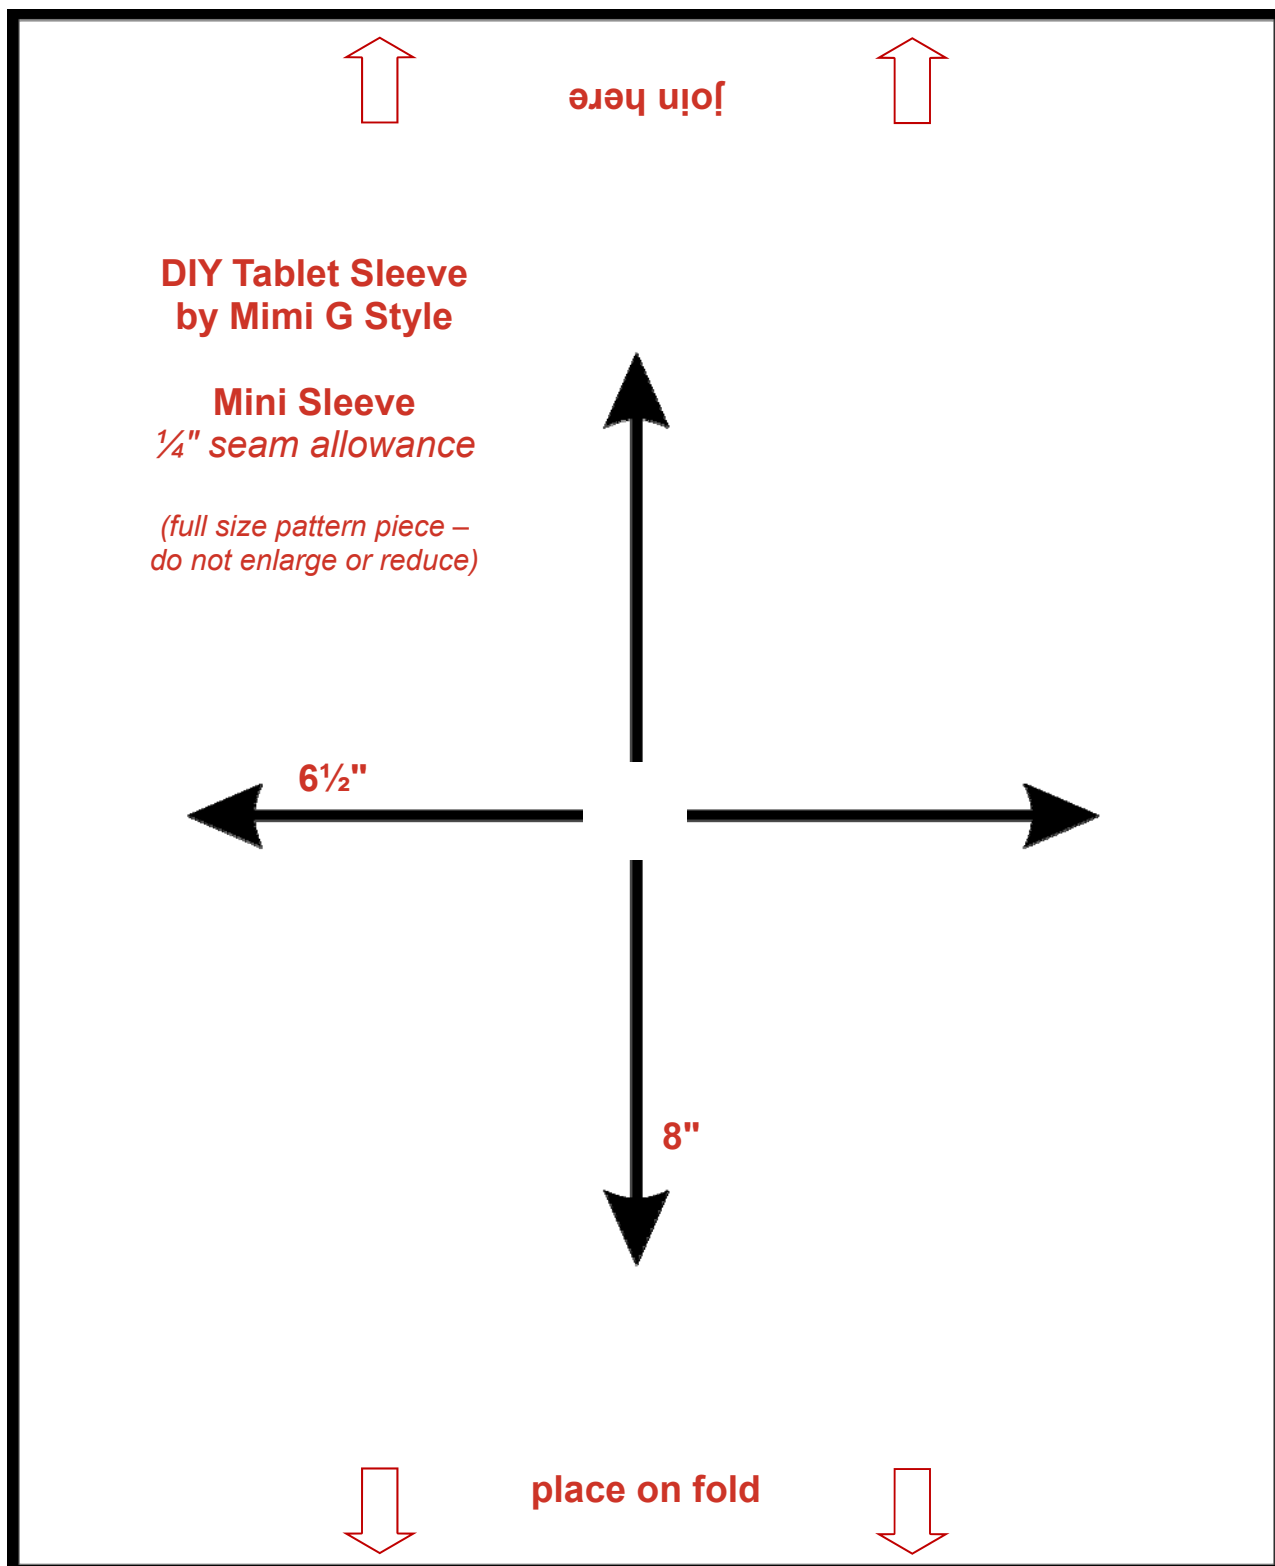 join here
DIY Tablet Sleeve
by Mimi G Style
Mini Sleeve
¼" seam allowance
(full size pattern piece –
do not enlarge or reduce)
6½"
8"
place on fold